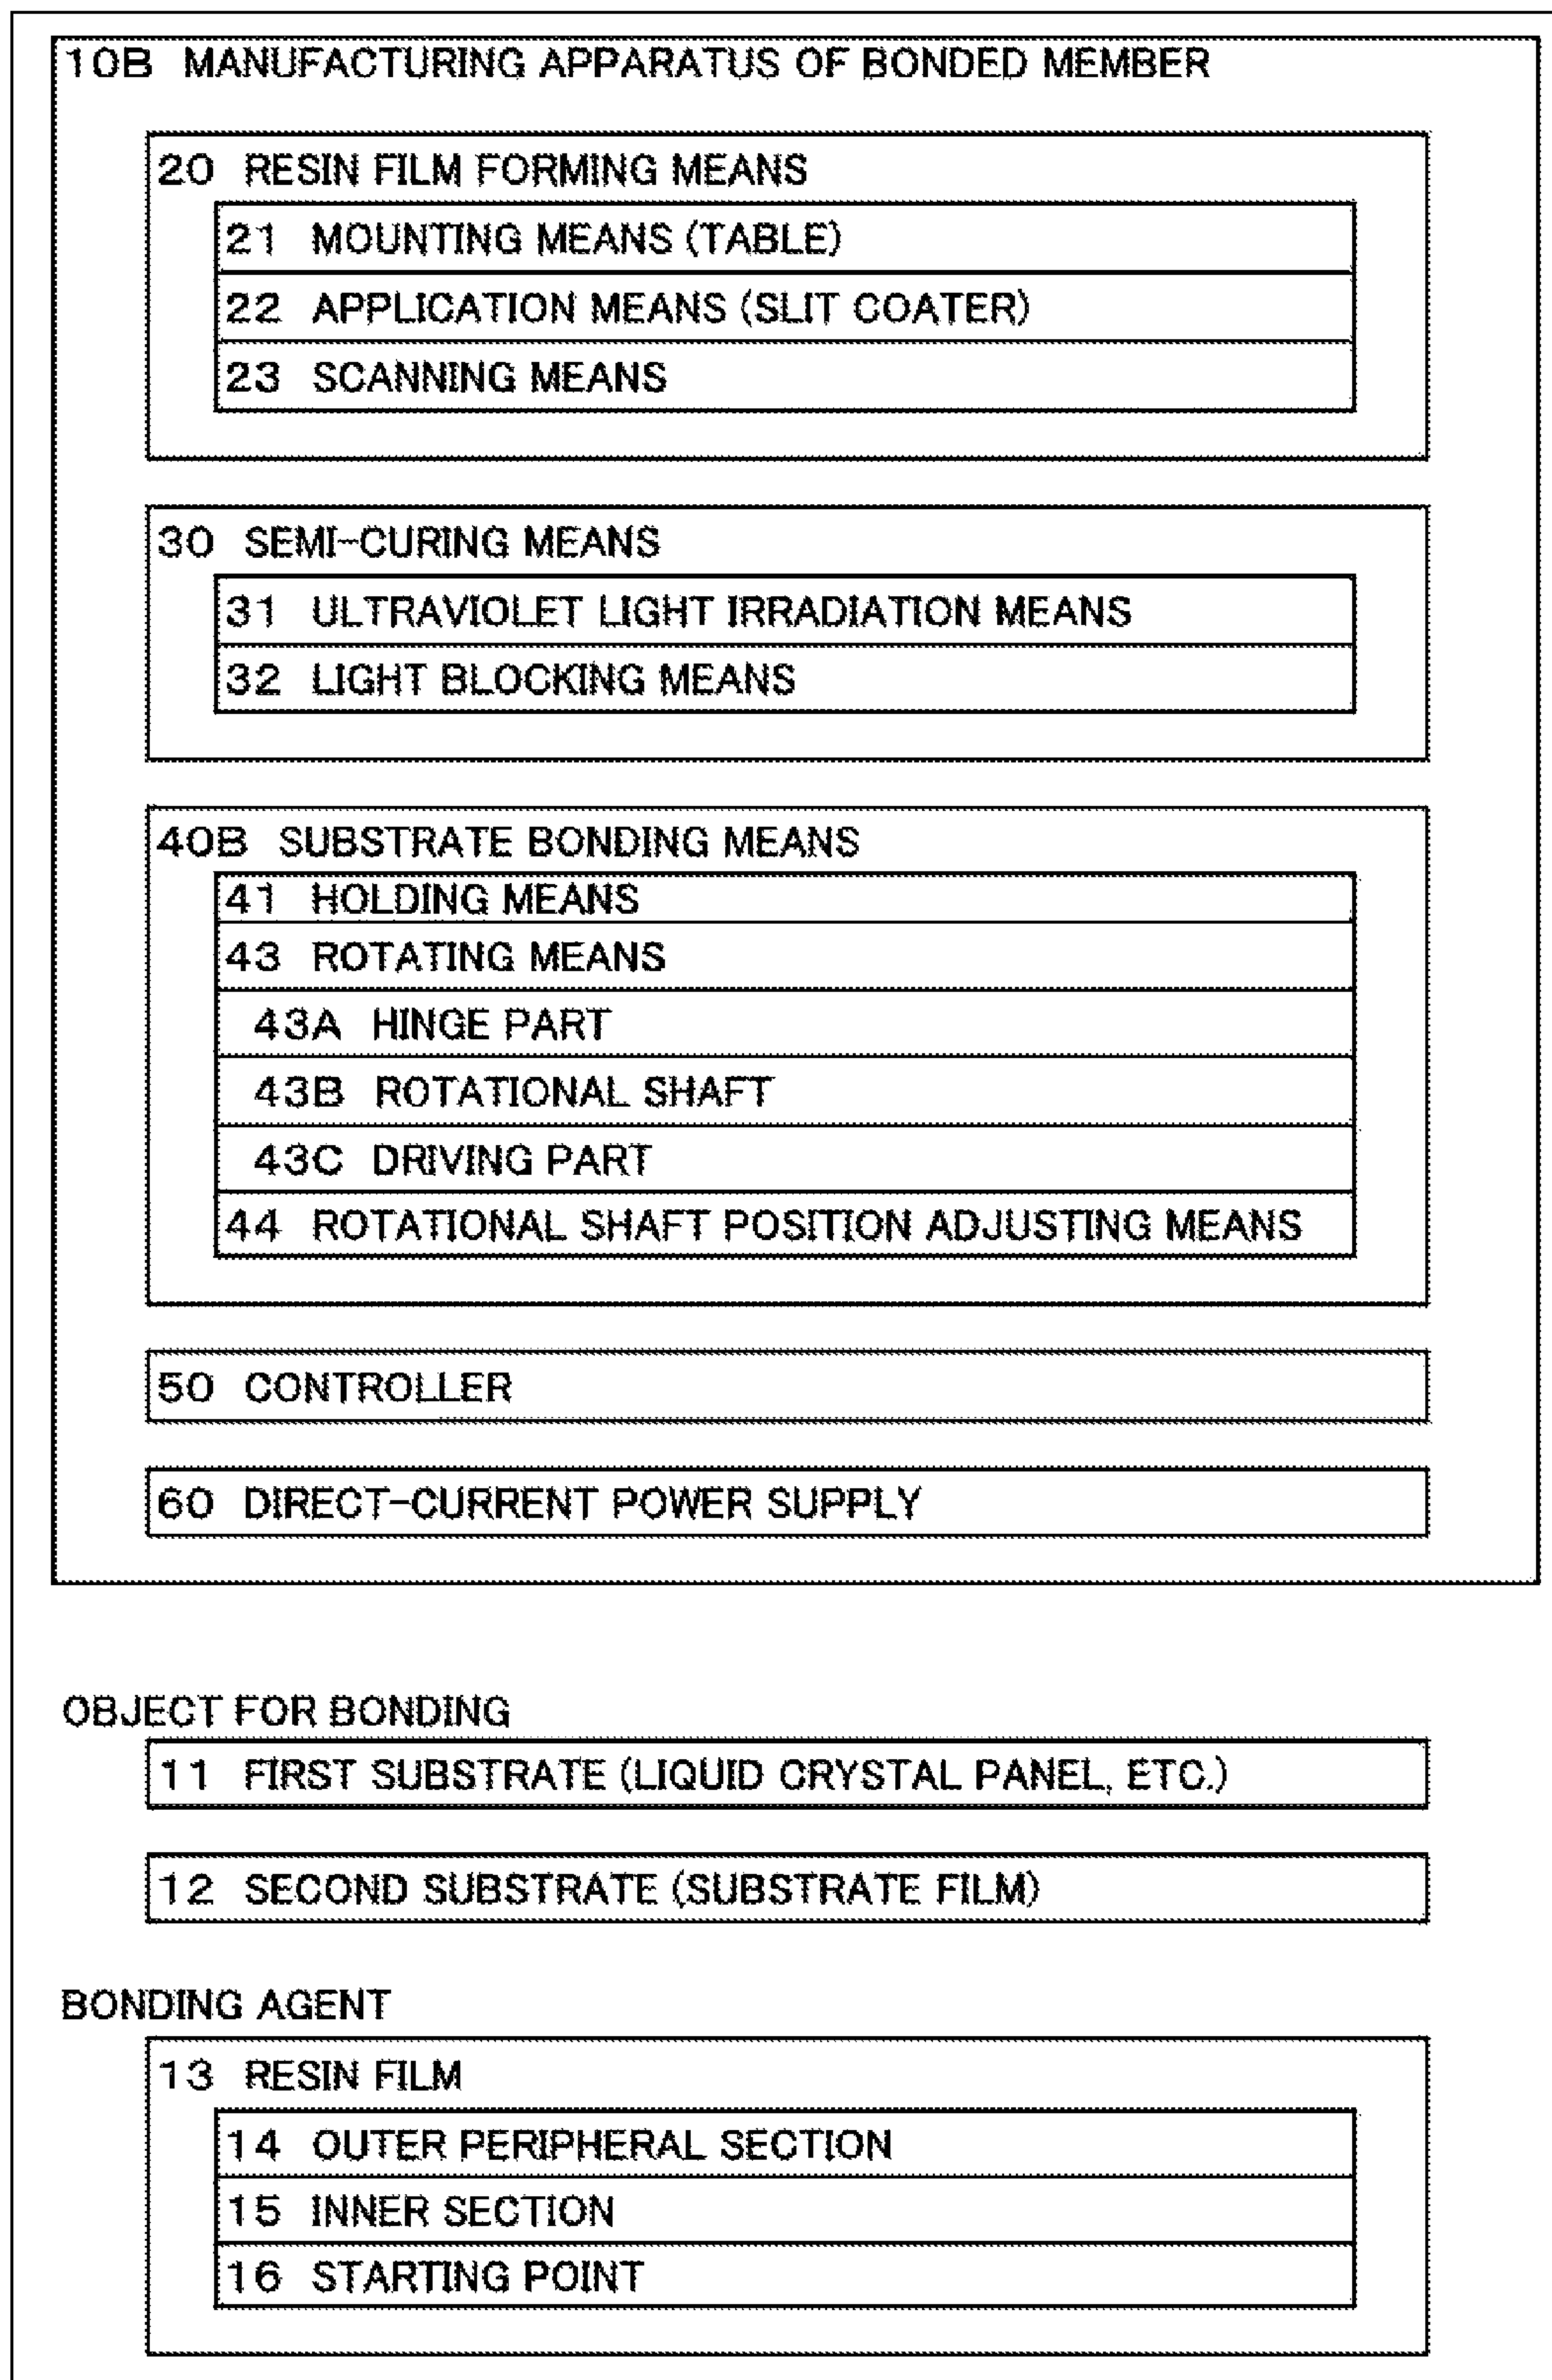 10B MANUFACTURING APPARATUS OF BONDED MEMBER
20 RESIN FILM FORMING MEANS
21 MOUNTING MEANS (TABLE)
22 APPLICATION MEANS (SLIT COATER)
23 SCANNING MEANS
30 SEMI-CURING MEANS
31 ULTRAVIOLET LIGHT IRRADIATION MEANS
32 LIGHT BLOCKING MEANS
40B SUBSTRATE BONDING MEANS
41 HOLDING MEANS
43 ROTATING MEANS
43A HINGE PART
43B ROTATIONAL SHAFT
43C DRIVING PART
44 ROTATIONAL SHAFT POSITION ADJUSTING MEANS
50 CONTROLLER
60 DIRECT-CURRENT POWER SUPPLY
OBJECT FOR BONDING
11 FIRST SUBSTRATE (LIQUID CRYSTAL PANEL, ETC.)
12 SECOND SUBSTRATE (SUBSTRATE FILM)
BONDING AGENT
13 RESIN FILM
14 OUTER PERIPHERAL SECTION
15 INNER SECTION
16 STARTING POINT